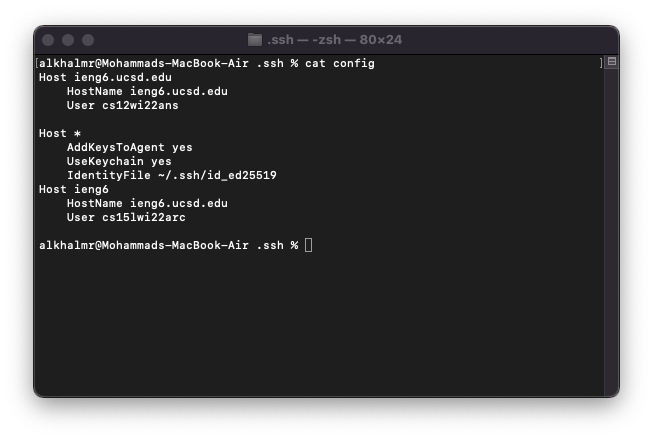 .ssh — -zsh — 80×24
[alkhalmr@Mohammads-MacBook-Air .ssh % cat config ]
Host ieng6.ucsd.edu
    HostName ieng6.ucsd.edu
    User cs12wi22ans

Host *
    AddKeysToAgent yes
    UseKeychain yes
    IdentityFile ~/.ssh/id_ed25519
Host ieng6
    HostName ieng6.ucsd.edu
    User cs15lwi22arc

alkhalmr@Mohammads-MacBook-Air .ssh %